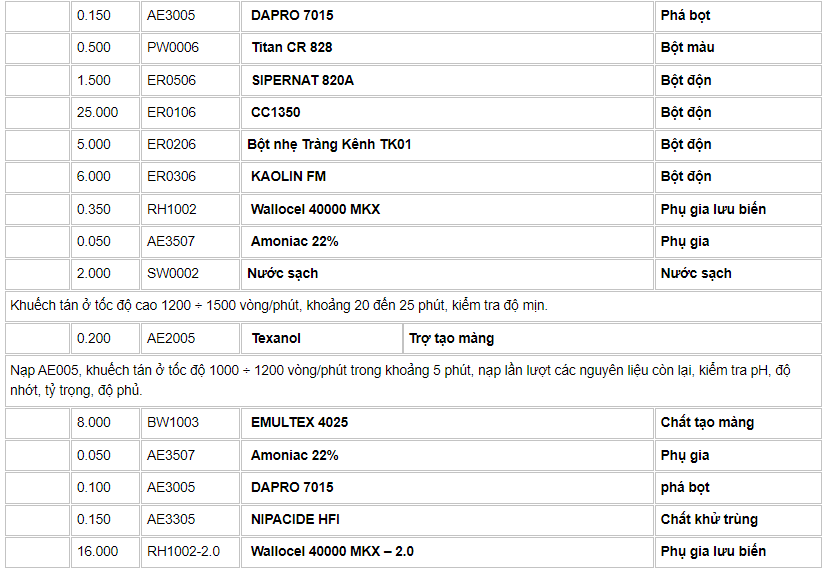 0.150 AE3005 DAPRO 7015 Phá bọt
0.500 PW0006 Titan CR 828 Bột màu
1.500 ER0506 SIPERNAT 820A Bột độn
25.000 ER0106 CC1350 Bột độn
5.000 ER0206 Bột nhẹ Tràng Kênh TK01 Bột độn
6.000 ER0306 KAOLIN FM Bột độn
0.350 RH1002 Wallocel 40000 MKX Phụ gia lưu biến
0.050 AE3507 Amoniac 22% Phụ gia
2.000 SW0002 Nước sạch Nước sạch
Khuếch tán ở tốc độ cao 1200 ÷ 1500 vòng/phút, khoảng 20 đến 25 phút, kiểm tra độ mịn.
0.200 AE2005 Texanol Trợ tạo màng
Nạp AE005, khuếch tán ở tốc độ 1000 ÷ 1200 vòng/phút trong khoảng 5 phút, nạp lần lượt các nguyên liệu còn lại, kiểm tra pH, độ
nhớt, tỷ trọng, độ phủ.
8.000 BW1003 EMULTEX 4025 Chất tạo màng
0.050 AE3507 Amoniac 22% Phụ gia
0.100 AE3005 DAPRO 7015 phá bọt
0.150 AE3305 NIPACIDE HFI Chất khử trùng
16.000 RH1002-2.0 Wallocel 40000 MKX – 2.0 Phụ gia lưu biến